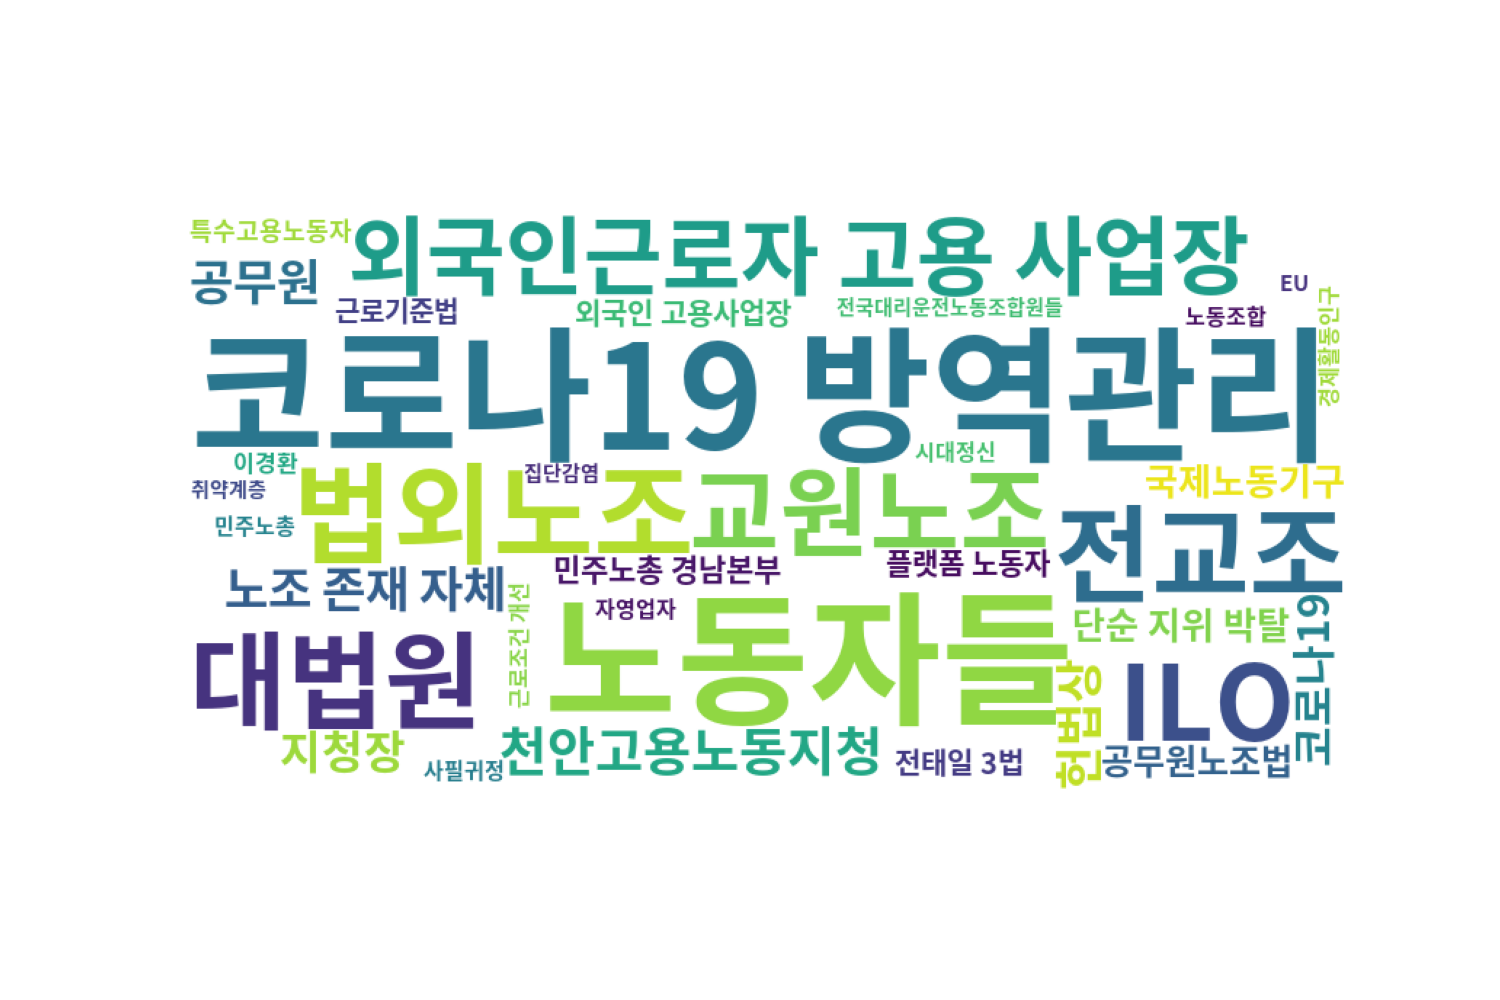 특수고용노동자
외국인근로자 고용 사업장
공무원
EU
근로기준법
외국인 고용사업장
전국대리운전노동조합원들
노동조합
경제활동인구
코로나19 방역관리
이경환
집단감염
시대정신
취약계층
법외노조
교원노조
국제노동기구
민주노총
전교조
노조 존재 자체
민주노총 경남본부
플랫폼 노동자
근로조건 개선
자영업자
노동자들
단순 지위 박탈
코로나19
대법원
헌법상
ILO
지청장
사필귀정
천안고용노동지청
전태일 3법
공무원노조법